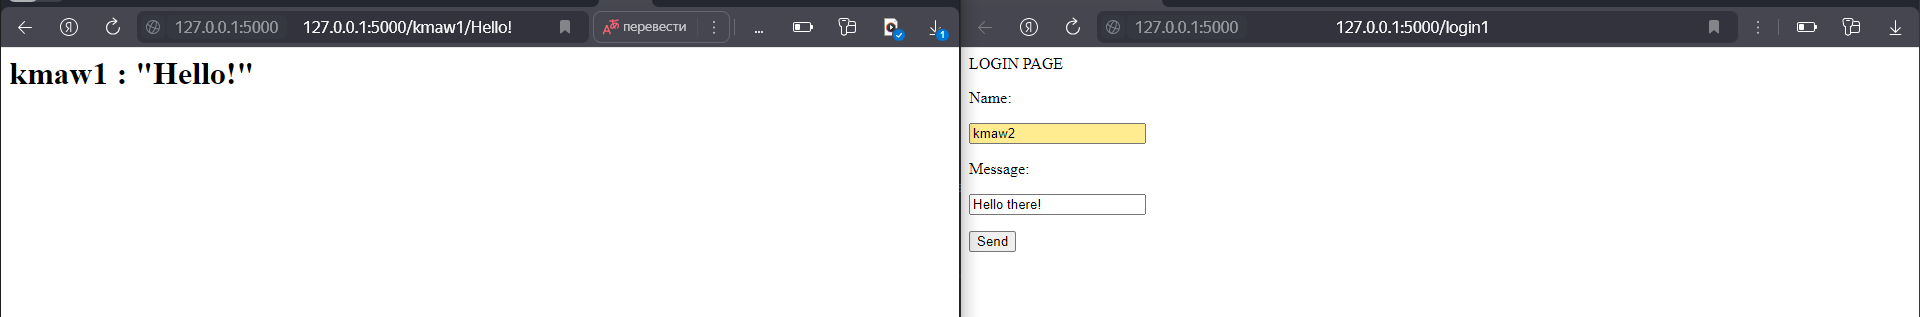 127.0.0.1:5000 127.0.0.1:5000/kmaw1/Hello! перевести ... 1
kmaw1 : "Hello!"
127.0.0.1:5000 127.0.0.1:5000/login1
LOGIN PAGE
Name:
kmaw2
Message:
Hello there!
Send